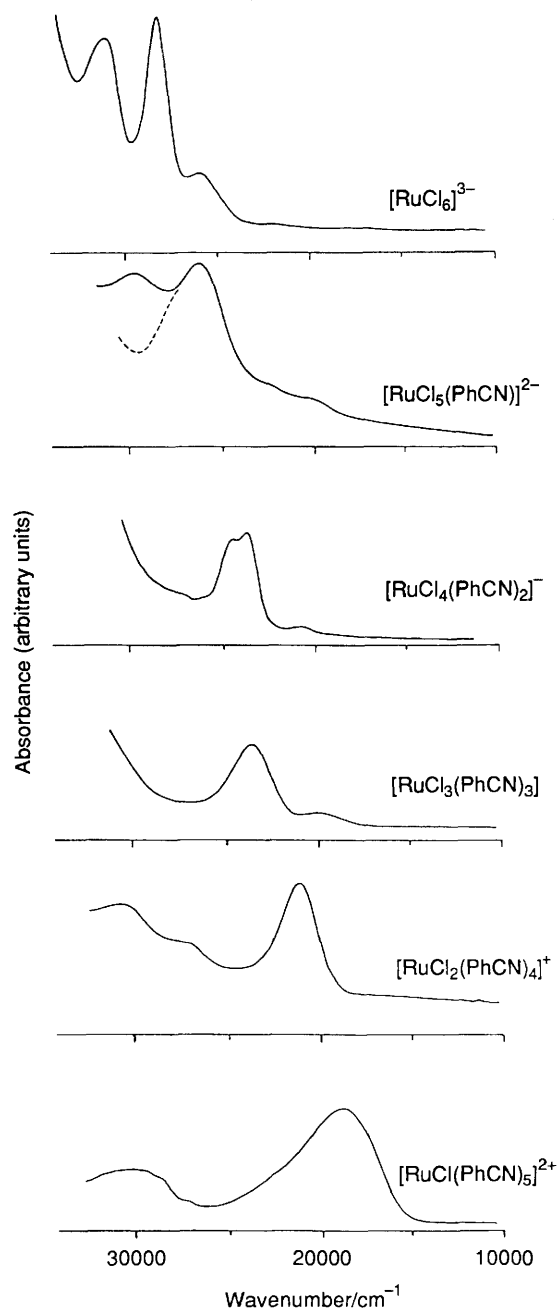 [RuCl₆]³⁻
[RuCl₅(PhCN)]²⁻
[RuCl₄(PhCN)₂]⁻
[RuCl₃(PhCN)₃]
[RuCl₂(PhCN)₄]⁺
[RuCl(PhCN)₅]²⁺
Absorbance (arbitrary units)
30000 20000 10000
Wavenumber/cm⁻¹